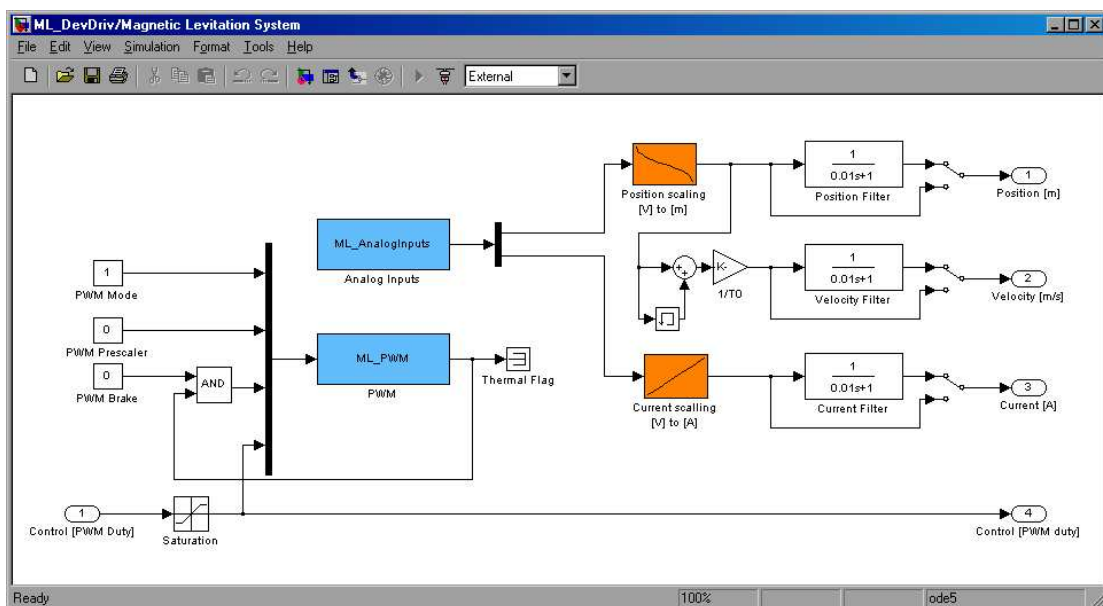 ML_DevDriv/Magnetic Levitation System
File Edit View Simulation Format Tools Help
External
1
PWM Mode
0
PWM Prescaler
0
PWM Brake
AND
ML_AnalogInputs
Analog Inputs
ML_PWM
PWM
Thermal Flag
Position scaling
[V] to [m]
1
0.01s+1
Position Filter
1
Position [m]
++
K-
1/T0
1
0.01s+1
Velocity Filter
2
Velocity [m/s]
Current scalling
[V] to [A]
1
0.01s+1
Current Filter
3
Current [A]
1
Control [PWM Duty]
Saturation
4
Control [PWM duty]
Ready 100% ode5